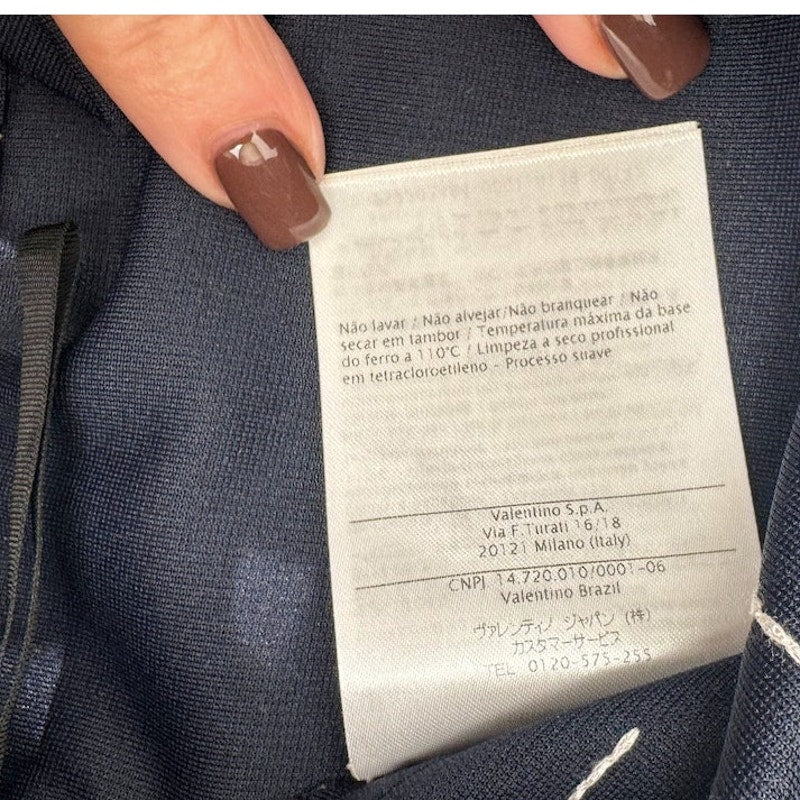 Não lavar / Não alvejar/Não branquear / Não
secar em tambor / Temperatura máxima da base
do ferro a 110°C / Limpeza a seco profissional
em tetracloroetileno - Processo suave
Valentino S.p.A.
Via F.Turati 16/18
20121 Milano (Italy)
CNPJ 14.720.010/0001-06
Valentino Brazil
ヴァレンティノ ジャパン (株)
カスタマーサービス
TEL 0120-575-255